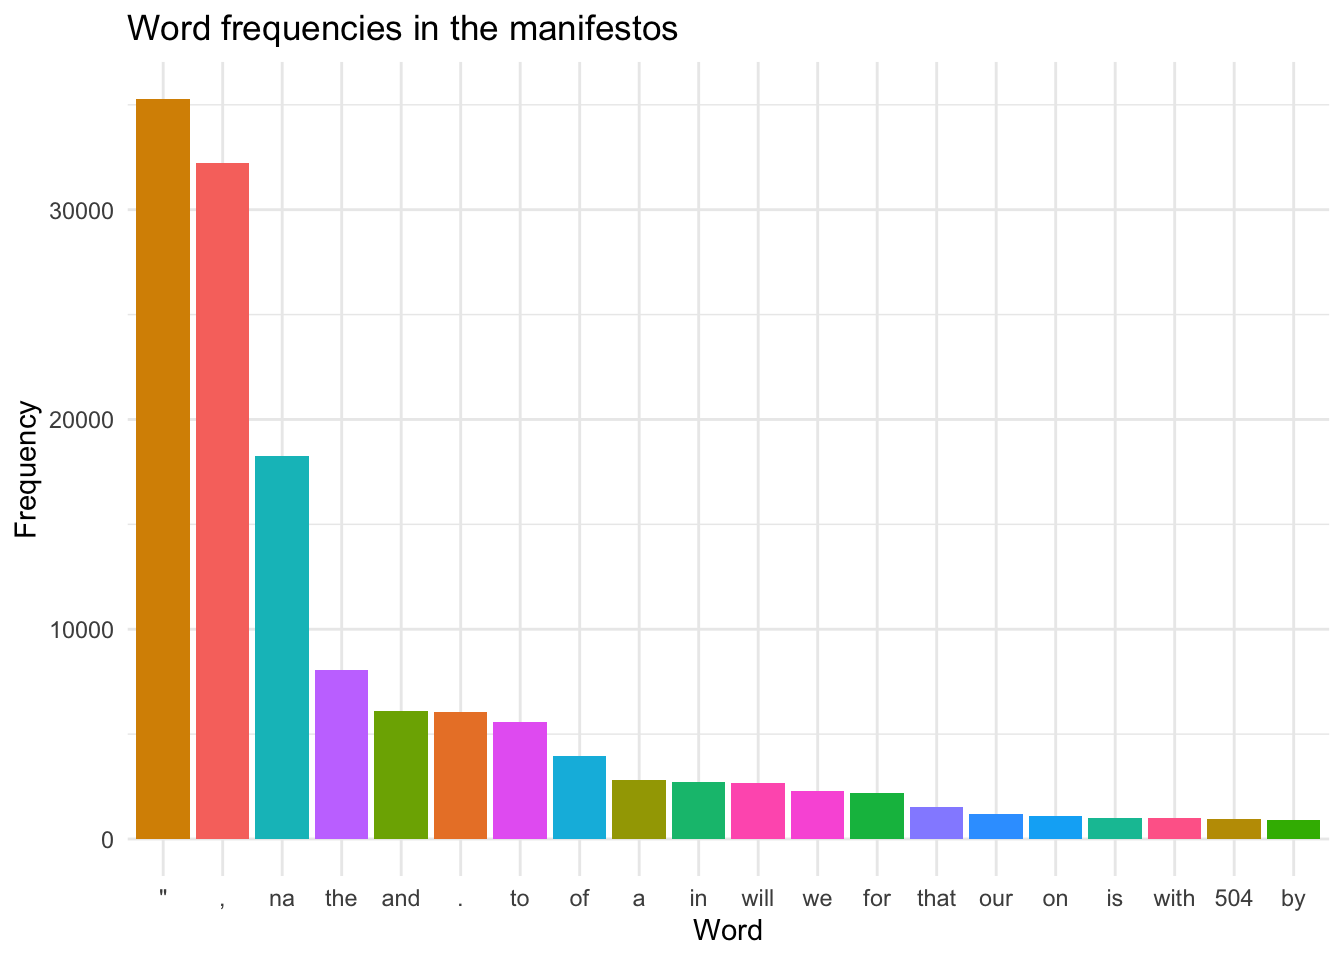 Word frequencies in the manifestos
30000
20000
10000
0
Frequency
" , na the and . to of a in will we for that our on is with 504 by
Word